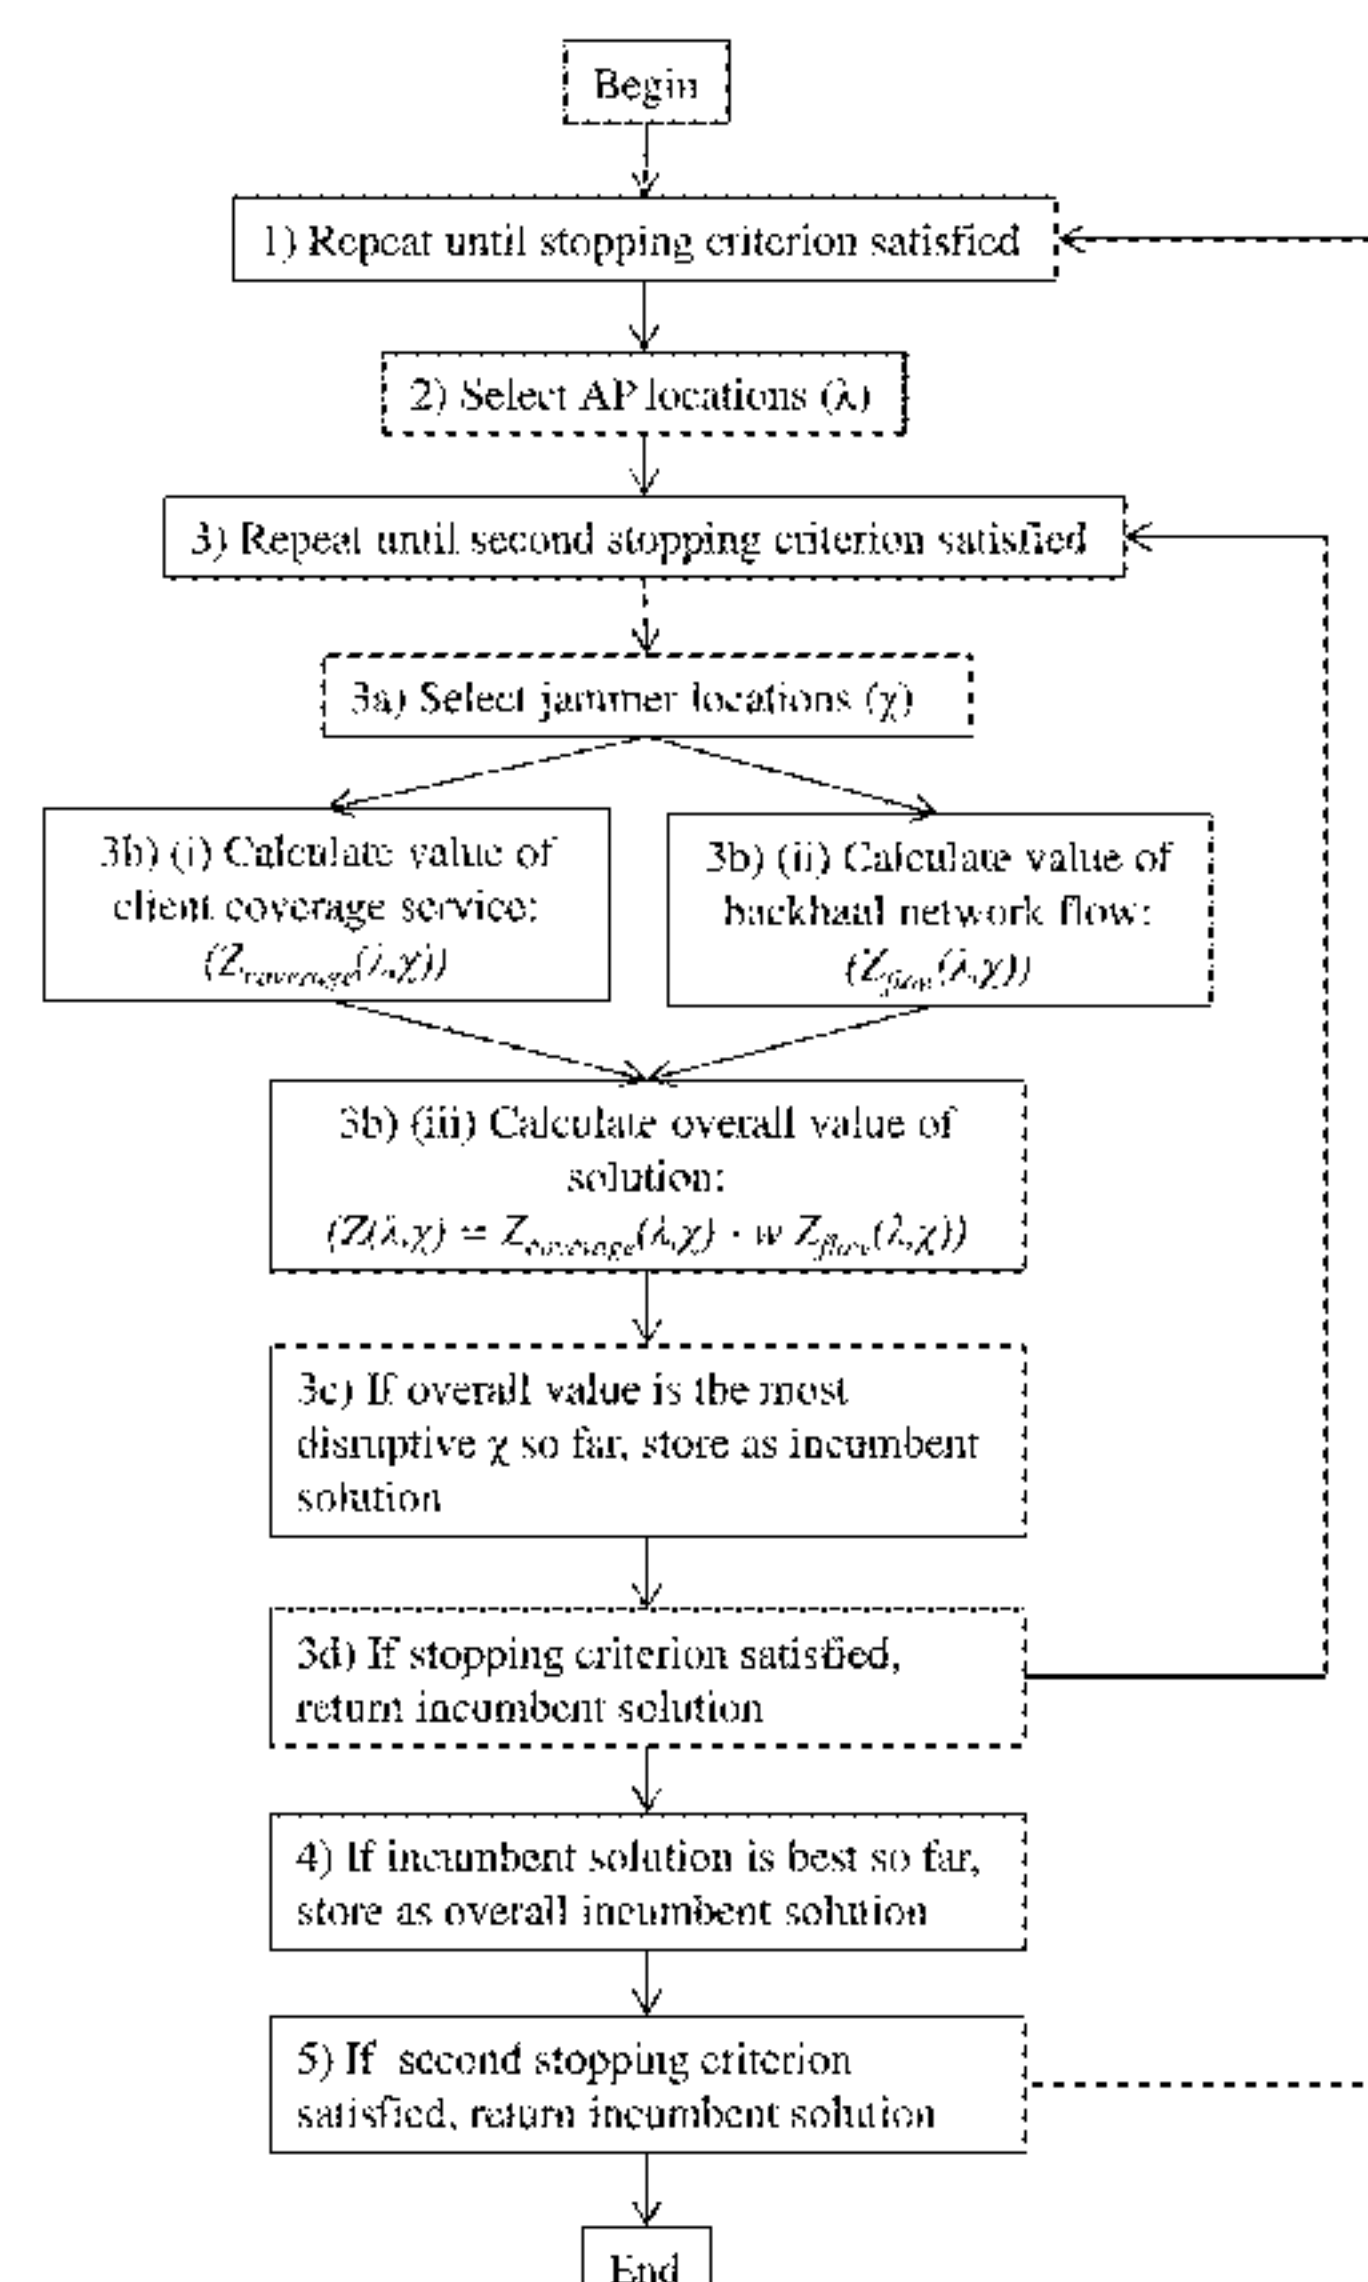 Begin
1) Repeat until stopping criterion satisfied
2) Select AP locations (λ)
3) Repeat until second stopping criterion satisfied
3a) Select jammer locations (χ)
3b) (i) Calculate value of
client coverage service:
(Z_coverage(λ,χ))
3b) (ii) Calculate value of
backhaul network flow:
(Z_flow(λ,χ))
3b) (iii) Calculate overall value of
solution:
(Z(λ,χ) = Z_coverage(λ,χ) · w Z_flow(λ,χ))
3c) If overall value is the most
disruptive χ so far, store as incumbent
solution
3d) If stopping criterion satisfied,
return incumbent solution
4) If incumbent solution is best so far,
store as overall incumbent solution
5) If second stopping criterion
satisfied, return incumbent solution
End